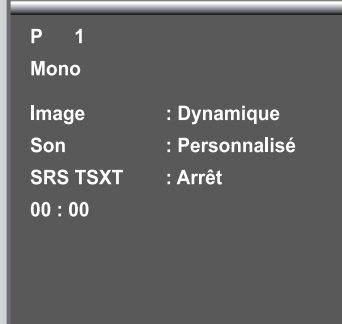 P 1
Mono
Image : Dynamique
Son : Personnalisé
SRS TSXT : Arrêt
00 : 00